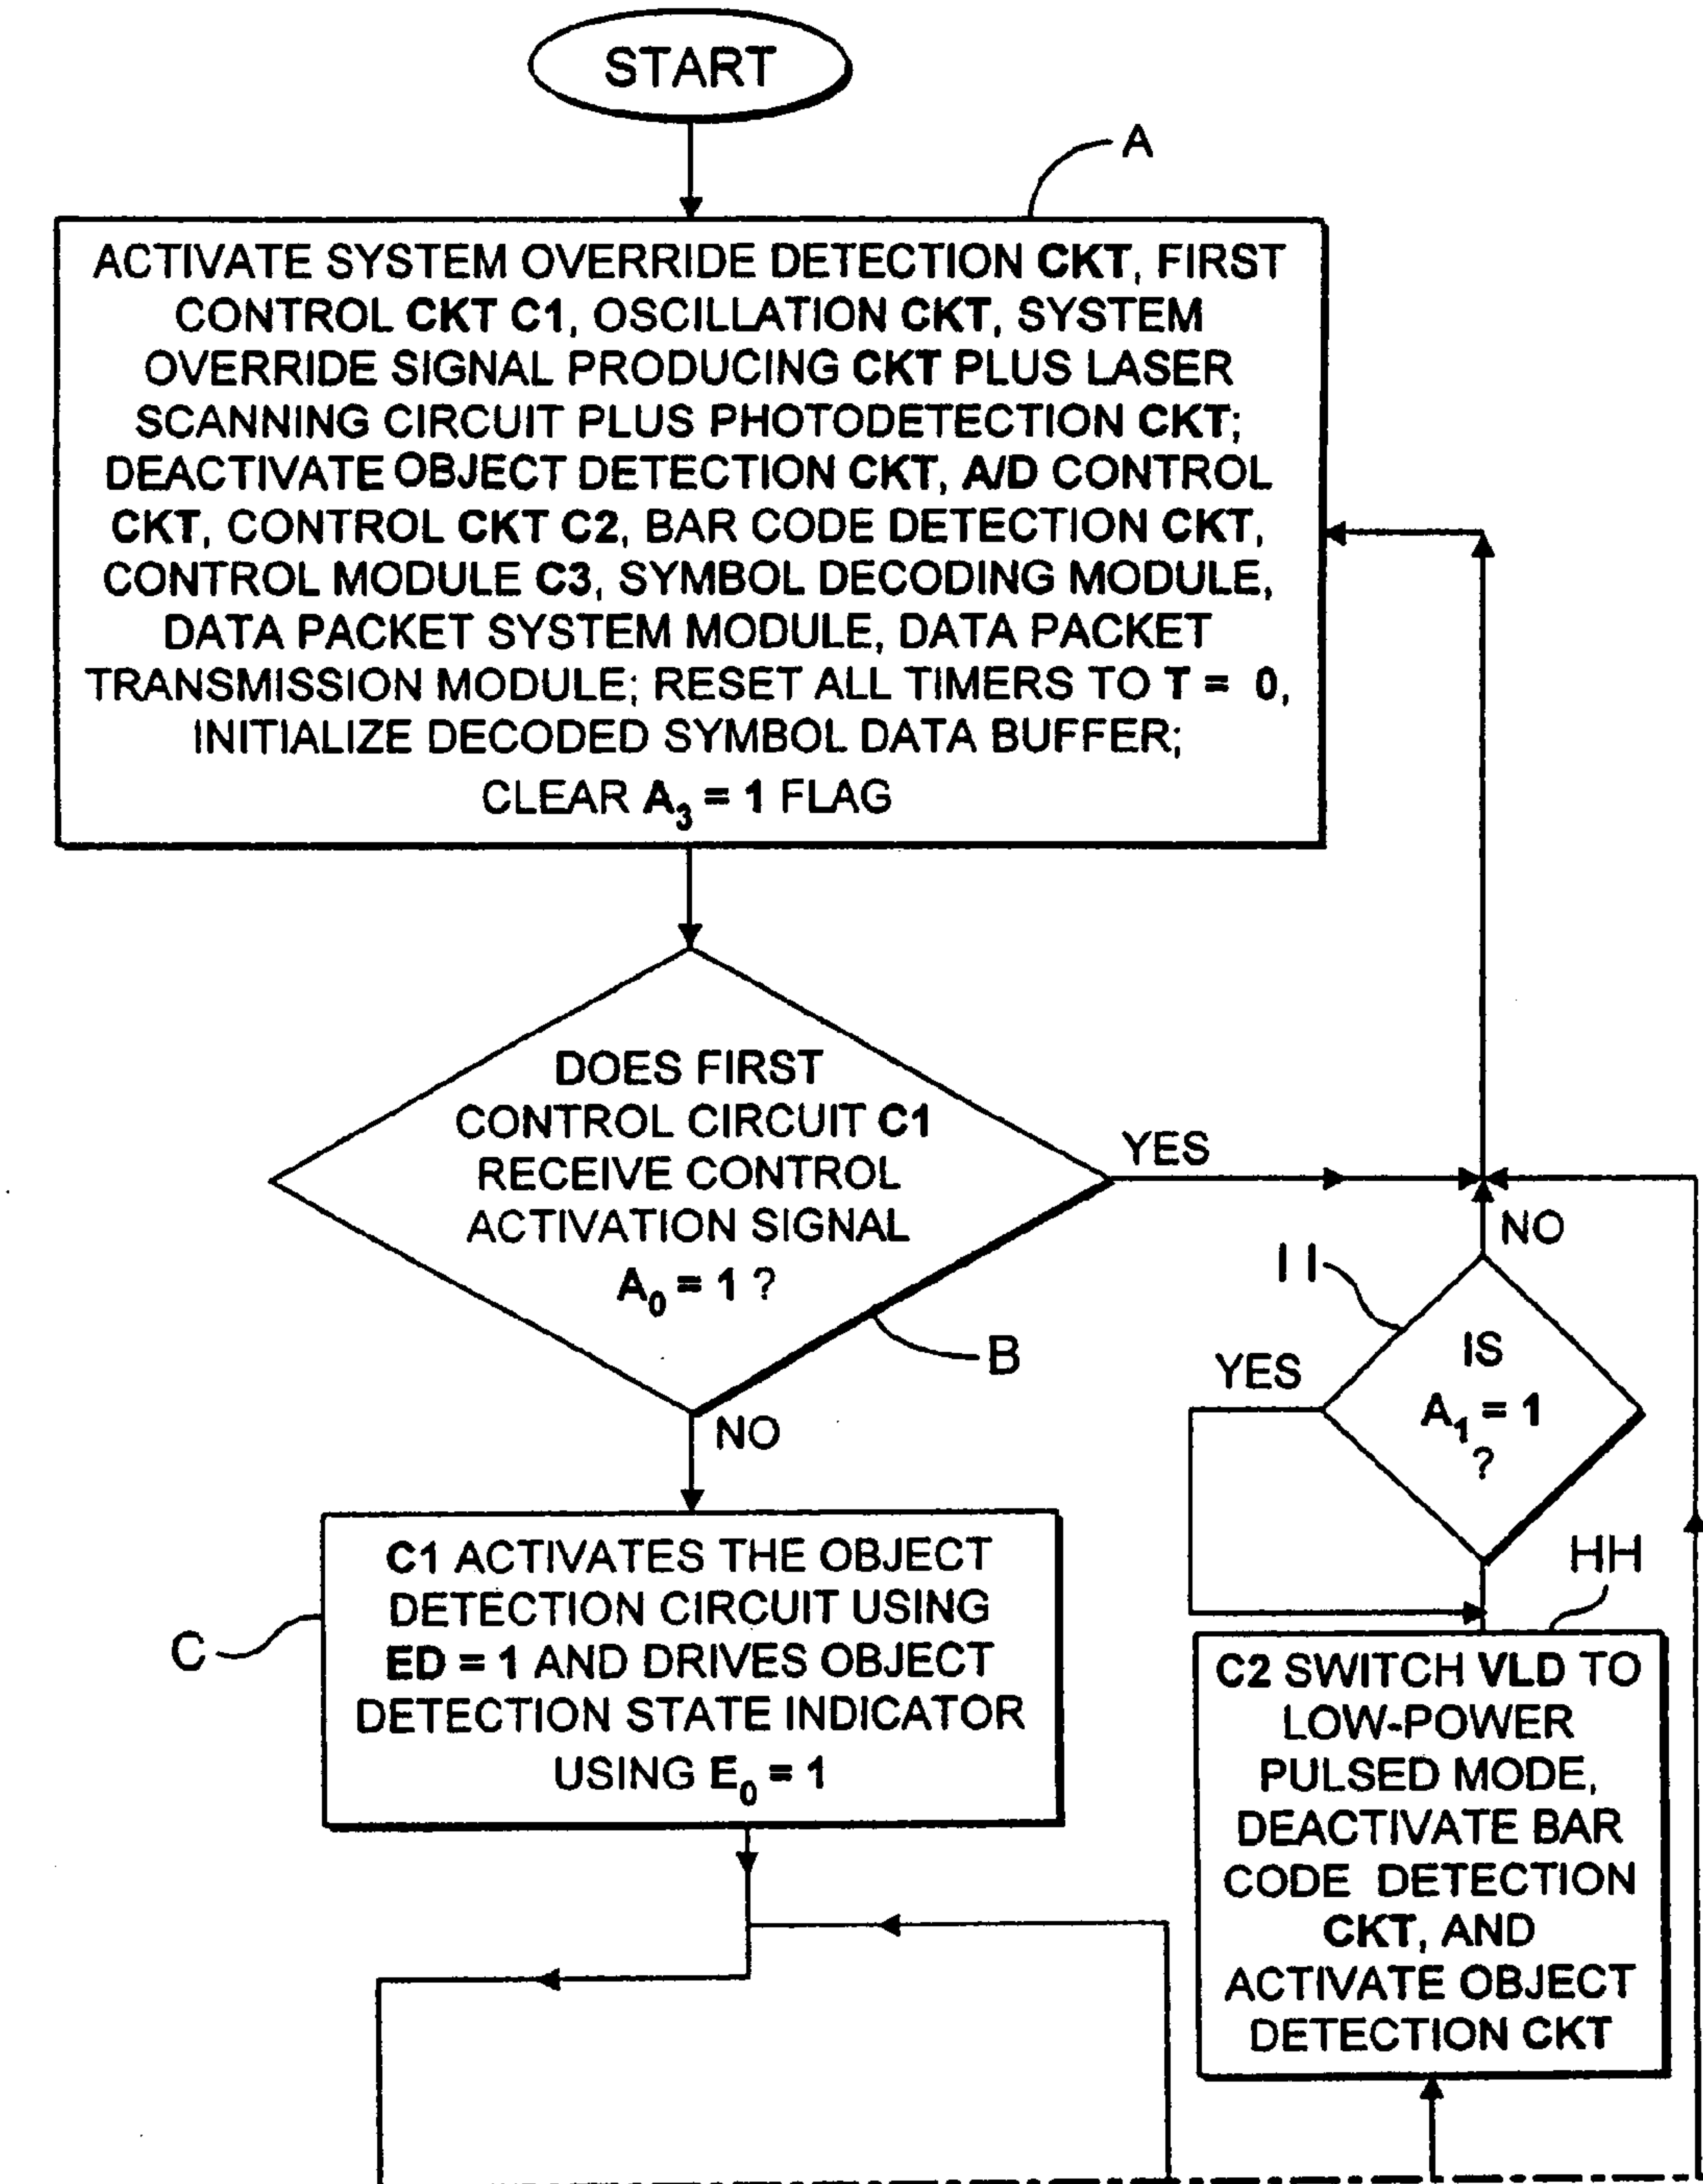 START
A
ACTIVATE SYSTEM OVERRIDE DETECTION CKT, FIRST
CONTROL CKT C1, OSCILLATION CKT, SYSTEM
OVERRIDE SIGNAL PRODUCING CKT PLUS LASER
SCANNING CIRCUIT PLUS PHOTODETECTION CKT;
DEACTIVATE OBJECT DETECTION CKT, A/D CONTROL
CKT, CONTROL CKT C2, BAR CODE DETECTION CKT,
CONTROL MODULE C3, SYMBOL DECODING MODULE,
DATA PACKET SYSTEM MODULE, DATA PACKET
TRANSMISSION MODULE; RESET ALL TIMERS TO T = 0,
INITIALIZE DECODED SYMBOL DATA BUFFER;
CLEAR A₃ = 1 FLAG
DOES FIRST
CONTROL CIRCUIT C1
RECEIVE CONTROL
ACTIVATION SIGNAL
A₀ = 1 ?
YES
B
NO
NO
II
IS
A₁ = 1
?
YES
C
C1 ACTIVATES THE OBJECT
DETECTION CIRCUIT USING
ED = 1 AND DRIVES OBJECT
DETECTION STATE INDICATOR
USING E₀ = 1
HH
C2 SWITCH VLD TO
LOW-POWER
PULSED MODE,
DEACTIVATE BAR
CODE DETECTION
CKT, AND
ACTIVATE OBJECT
DETECTION CKT